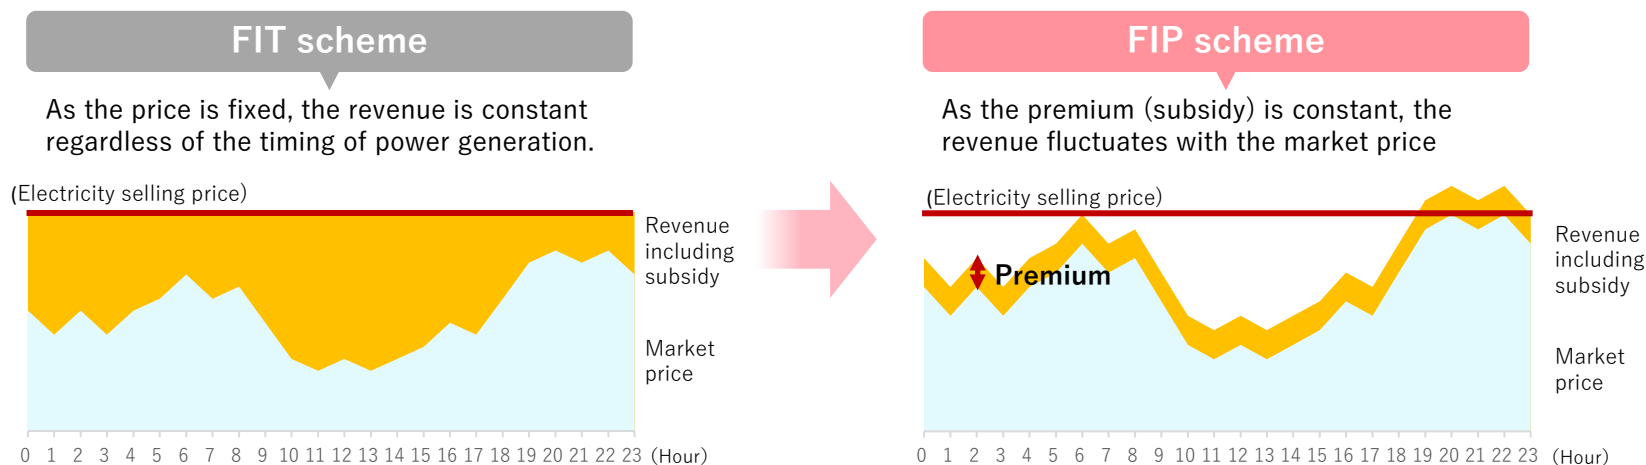 FIT scheme
As the price is fixed, the revenue is constant
regardless of the timing of power generation.
(Electricity selling price)
Revenue
including
subsidy
Market
price
0 1 2 3 4 5 6 7 8 9 10 11 12 13 14 15 16 17 18 19 20 21 22 23 (Hour)
FIP scheme
As the premium (subsidy) is constant, the
revenue fluctuates with the market price
(Electricity selling price)
Premium
Revenue
including
subsidy
Market
price
0 1 2 3 4 5 6 7 8 9 10 11 12 13 14 15 16 17 18 19 20 21 22 23 (Hour)